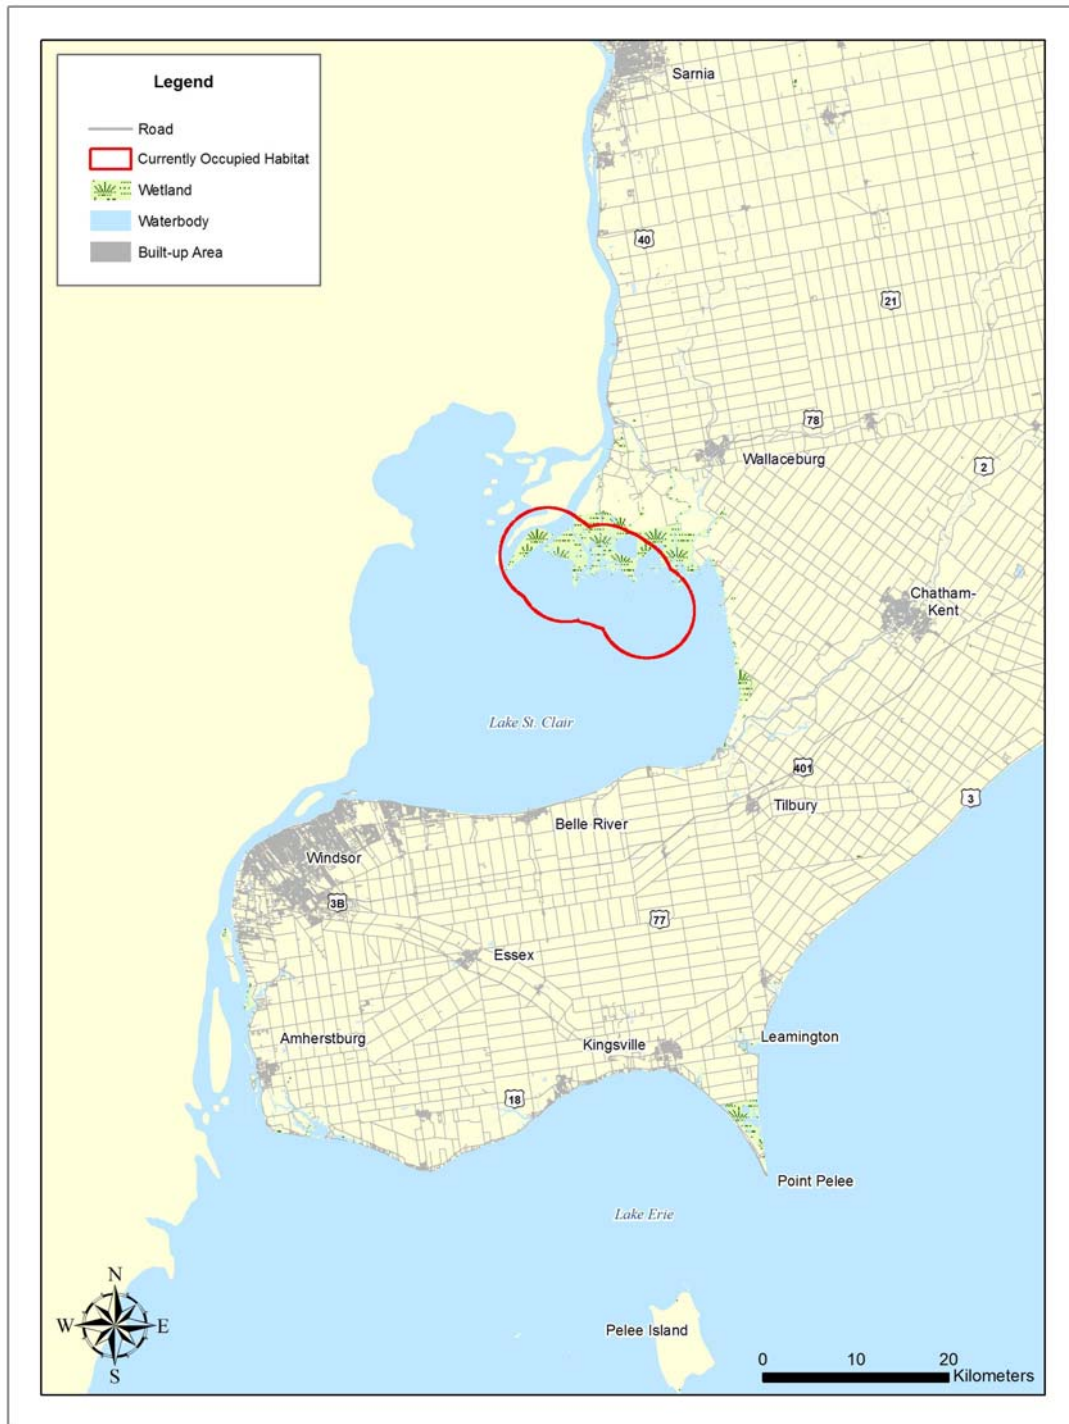 Legend
Road
Currently Occupied Habitat
Wetland
Waterbody
Built-up Area
Sarnia
40
21
78
Wallaceburg
2
Chatham-
Kent
Lake St. Clair
401
3
Tilbury
Belle River
Windsor
3B
77
Essex
Amherstburg
Kingsville
Leamington
18
Point Pelee
Lake Erie
N
W
E
S
Pelee Island
0 10 20
Kilometers